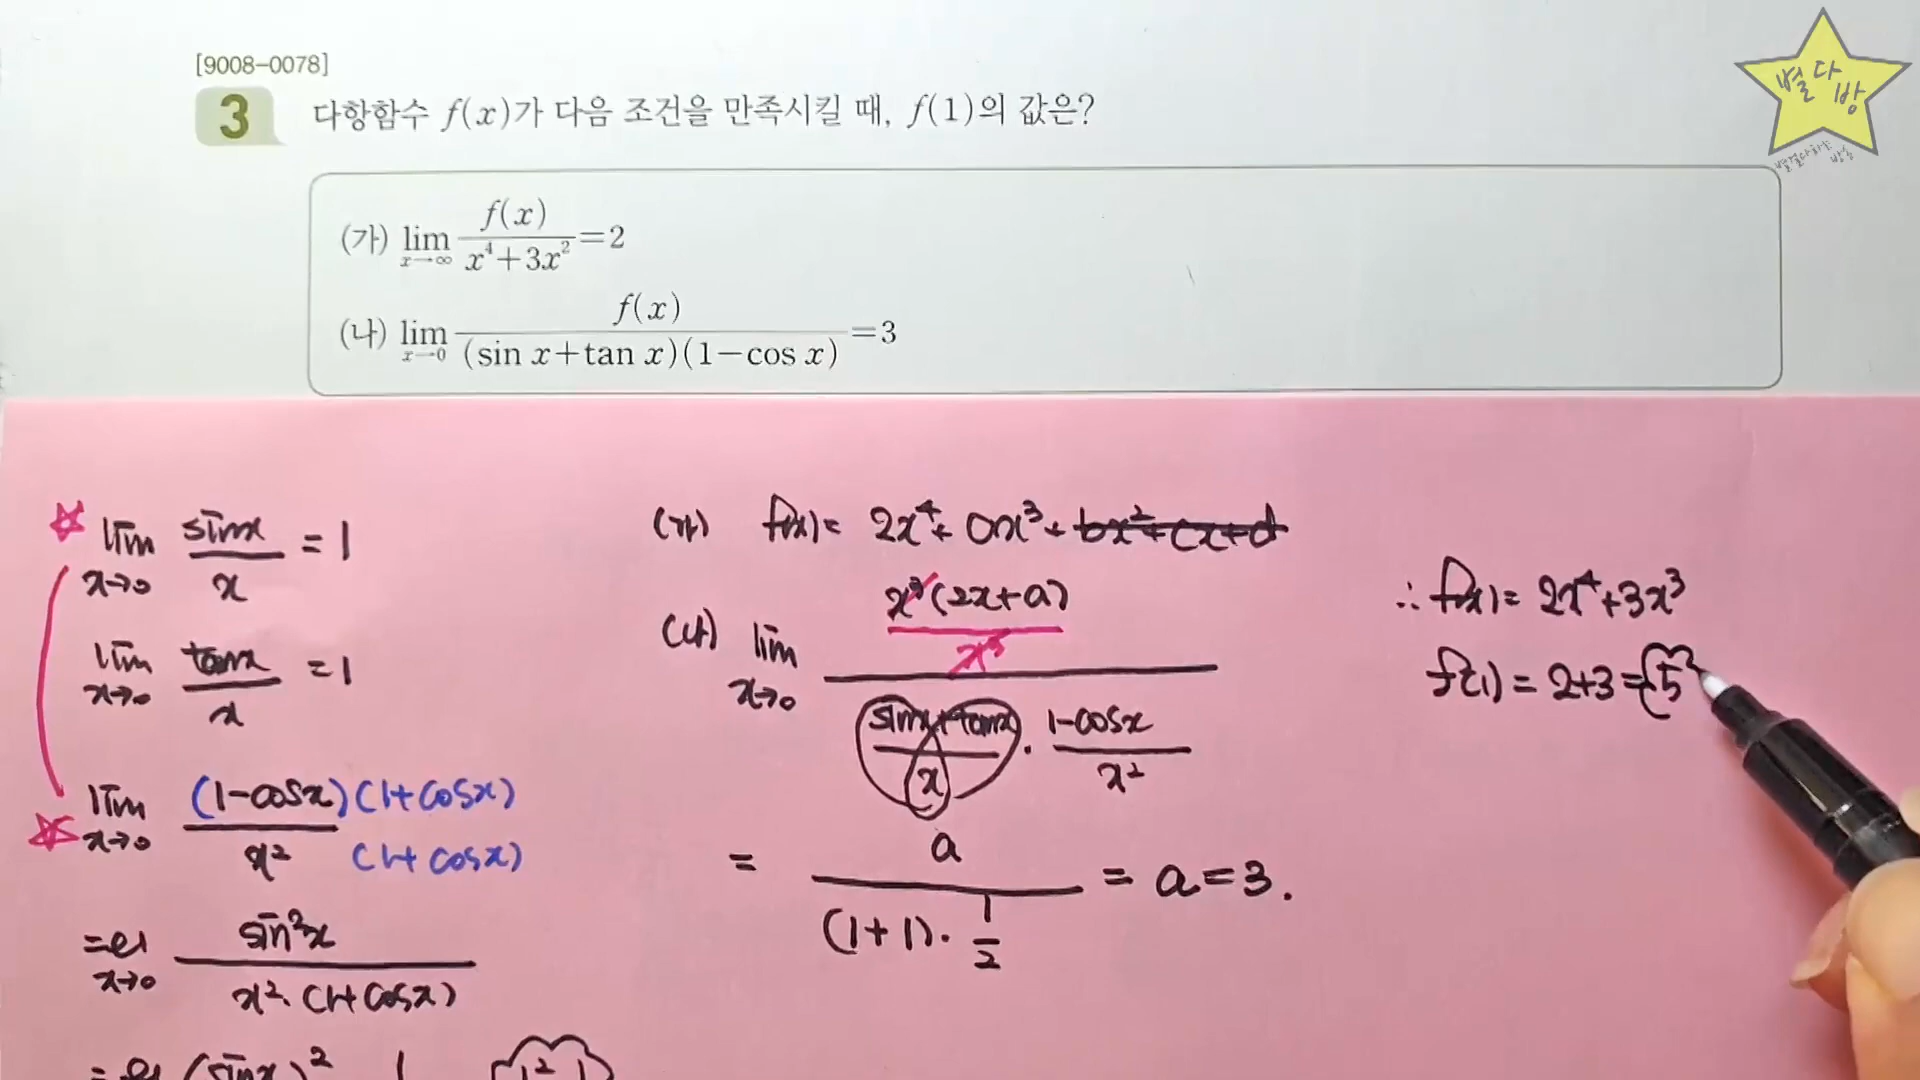 [9008-0078]
3 다항함수 f(x)가 다음 조건을 만족시킬 때, f(1)의 값은?
(가) lim x→∞ f(x)/(x⁴+3x²) =2
(나) lim x→0 f(x)/((sin x+tan x)(1−cos x)) =3
별다방
lim x→0 sinx/x = 1
lim x→0 tanx/x = 1
lim x→0 (1-cosx)(1+cosx)/x² (1+cosx)
= lim x→0 sin²x/(x²·(1+cosx))
(가) f(x)= 2x⁴+ax³+bx²+cx+d
(나) lim x→0 (x³(2x+a)/x³)/((sinx+tanx)/x · (1-cosx)/x²)
= a/((1+1)·1/2) = a=3.
∴ f(x)= 2x⁴+3x³
f(1) = 2+3=5